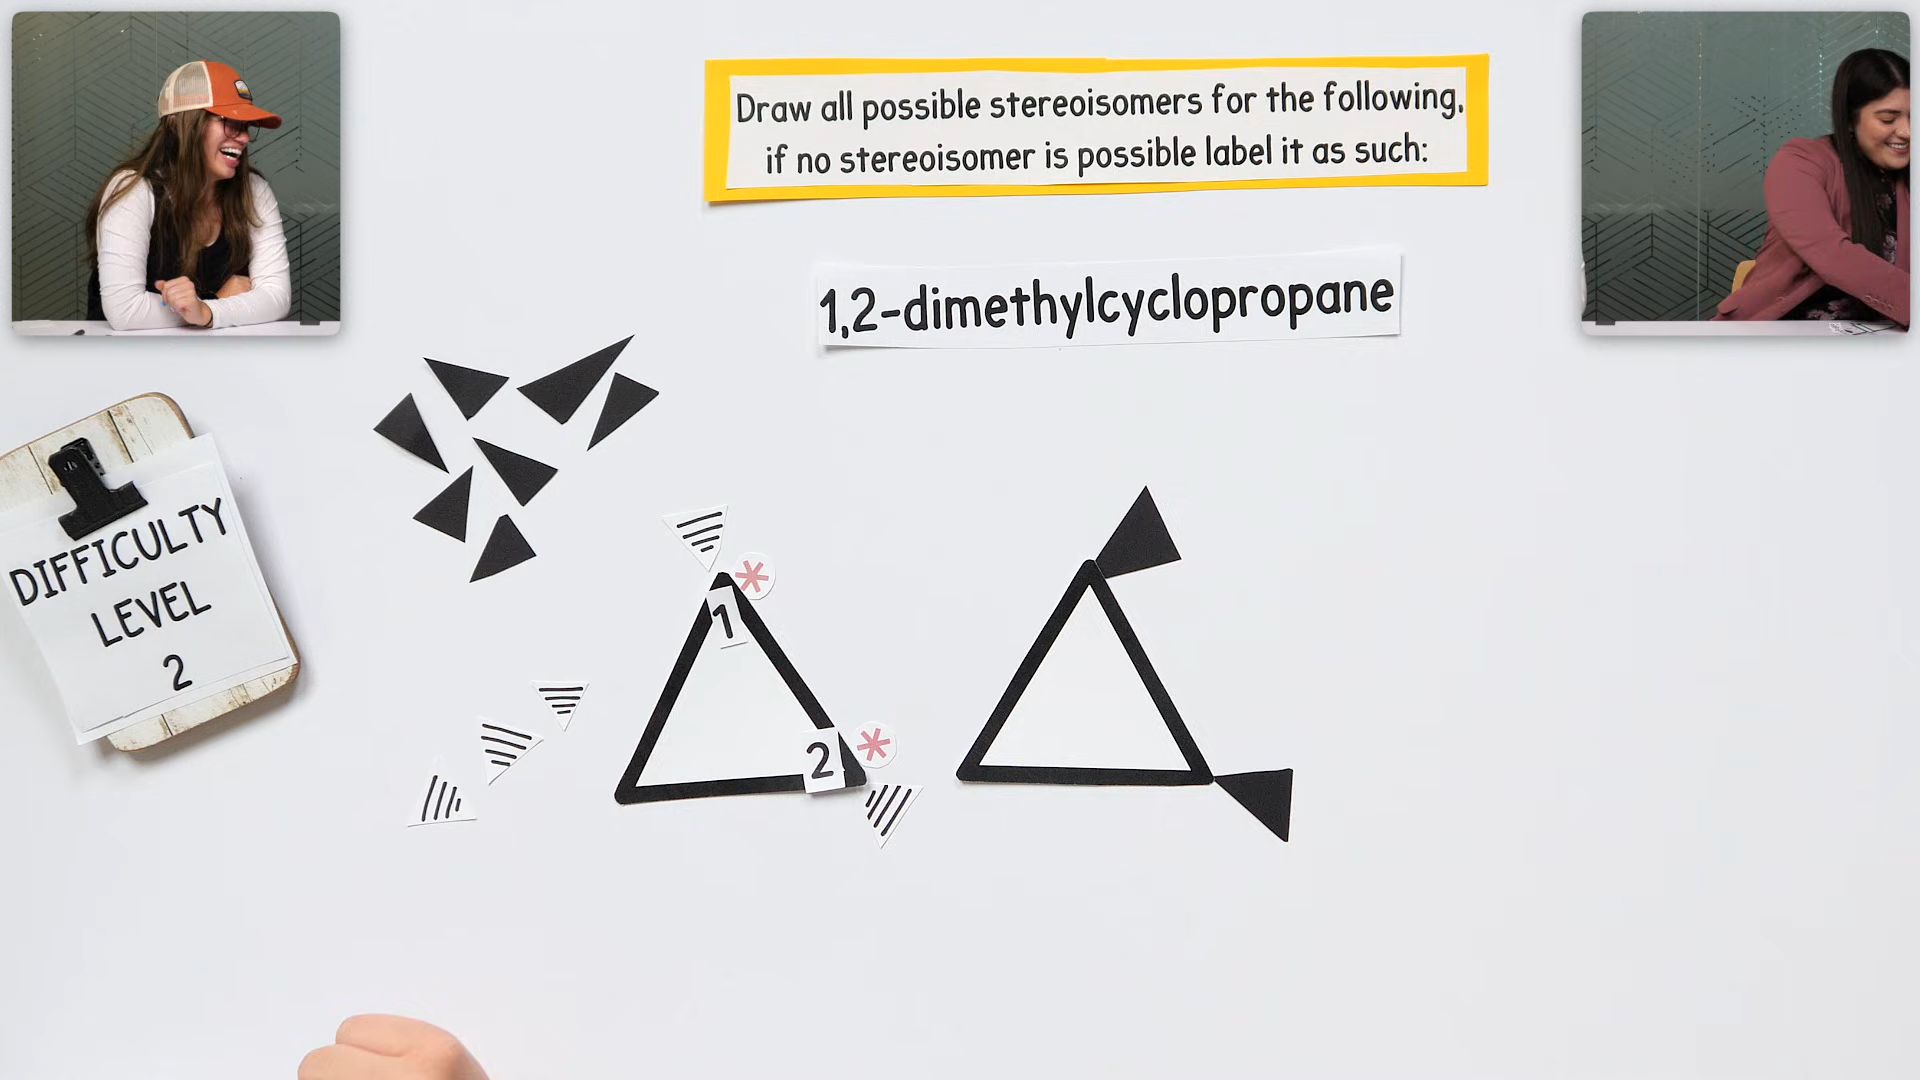 Draw all possible stereoisomers for the following,
if no stereoisomer is possible label it as such:
1,2-dimethylcyclopropane
DIFFICULTY
LEVEL
2
*
1
2
*